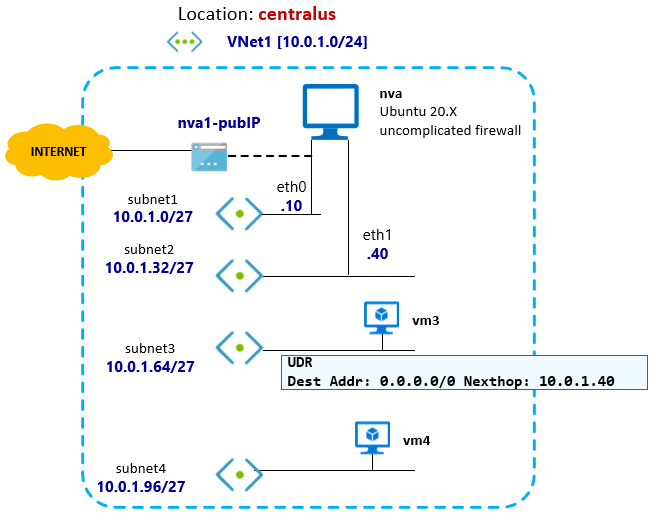 Location: centralus
VNet1 [10.0.1.0/24]
nva
Ubuntu 20.X
uncomplicated firewall
nva1-pubIP
INTERNET
eth0
.10
subnet1
10.0.1.0/27
eth1
.40
subnet2
10.0.1.32/27
vm3
subnet3
10.0.1.64/27
UDR
Dest Addr: 0.0.0.0/0 Nexthop: 10.0.1.40
vm4
subnet4
10.0.1.96/27